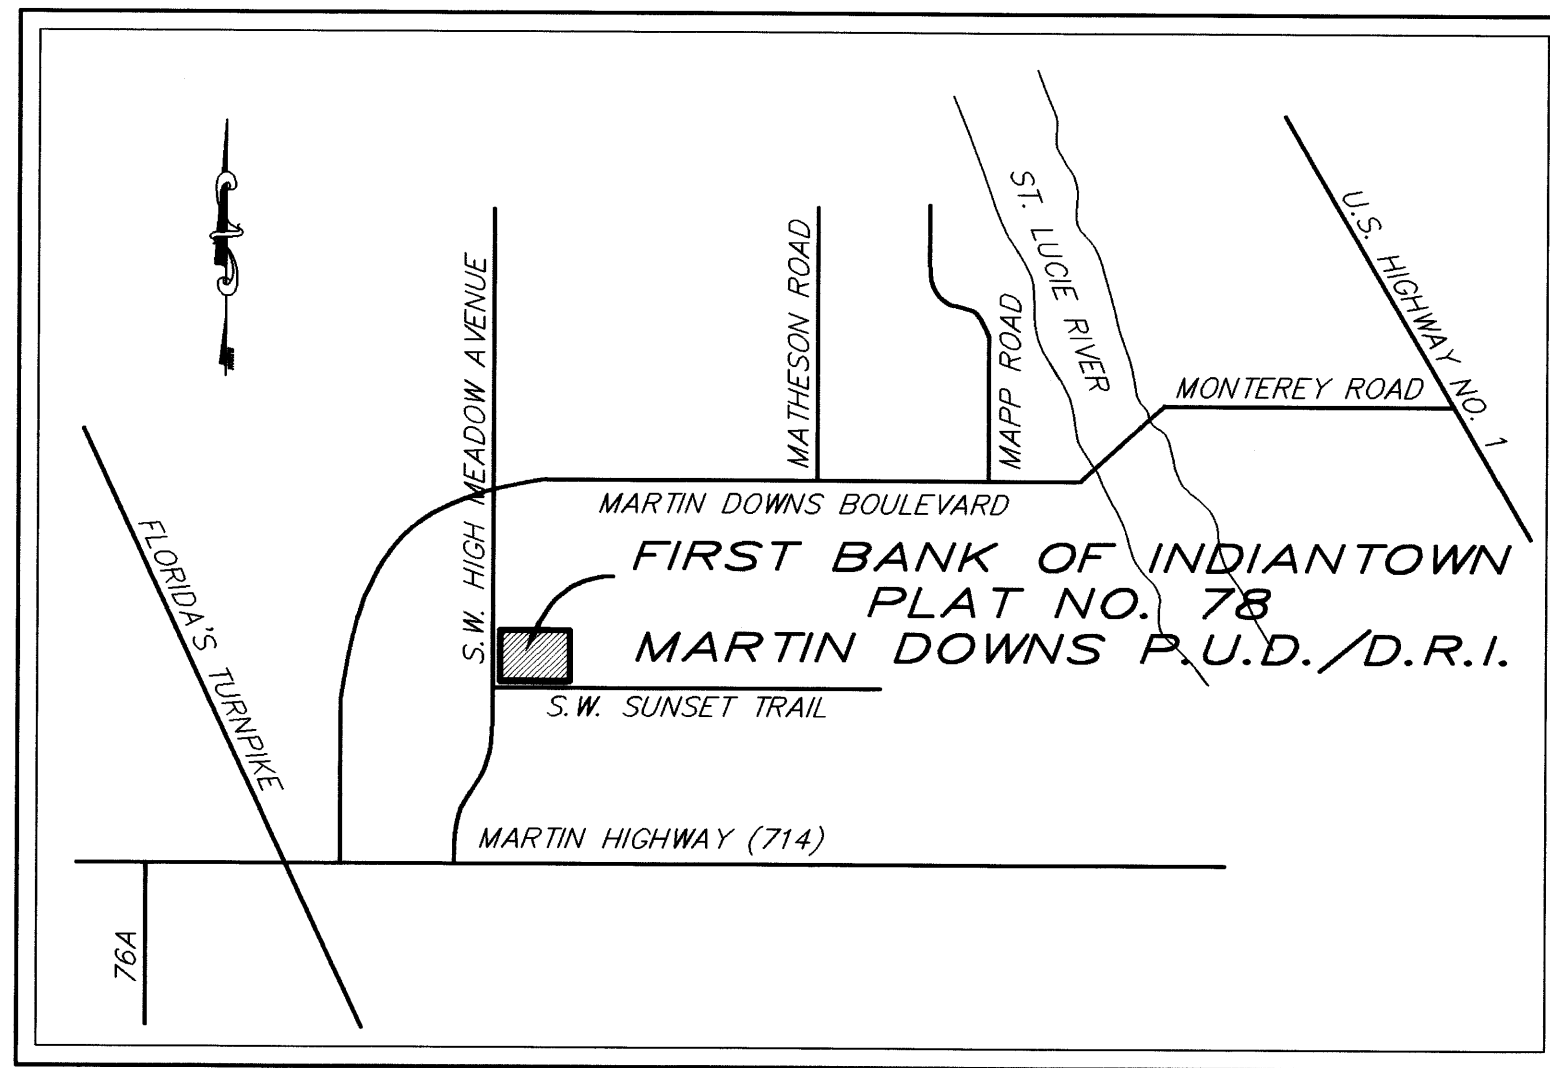 ST. LUCIE RIVER
U.S. HIGHWAY NO. 1
S.W. HIGH MEADOW AVENUE
MATHESON ROAD
MAPP ROAD
MONTEREY ROAD
MARTIN DOWNS BOULEVARD
FLORIDA'S TURNPIKE
FIRST BANK OF INDIANTOWN
PLAT NO. 78
MARTIN DOWNS P.U.D./D.R.I.
S.W. SUNSET TRAIL
MARTIN HIGHWAY (714)
76A